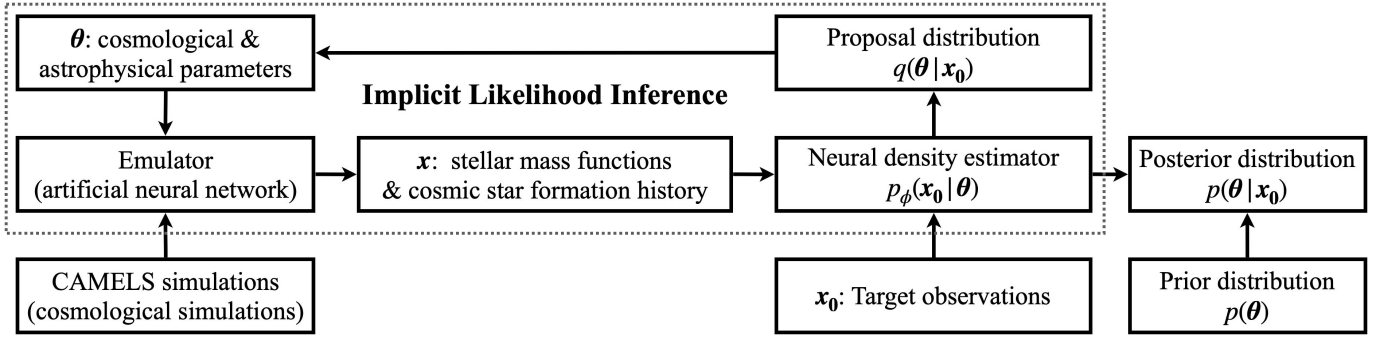 θ: cosmological &
astrophysical parameters
Proposal distribution
q(θ|x₀)
Implicit Likelihood Inference
Emulator
(artificial neural network)
x: stellar mass functions
& cosmic star formation history
Neural density estimator
pᵩ(x₀|θ)
Posterior distribution
p(θ|x₀)
CAMELS simulations
(cosmological simulations)
x₀: Target observations
Prior distribution
p(θ)